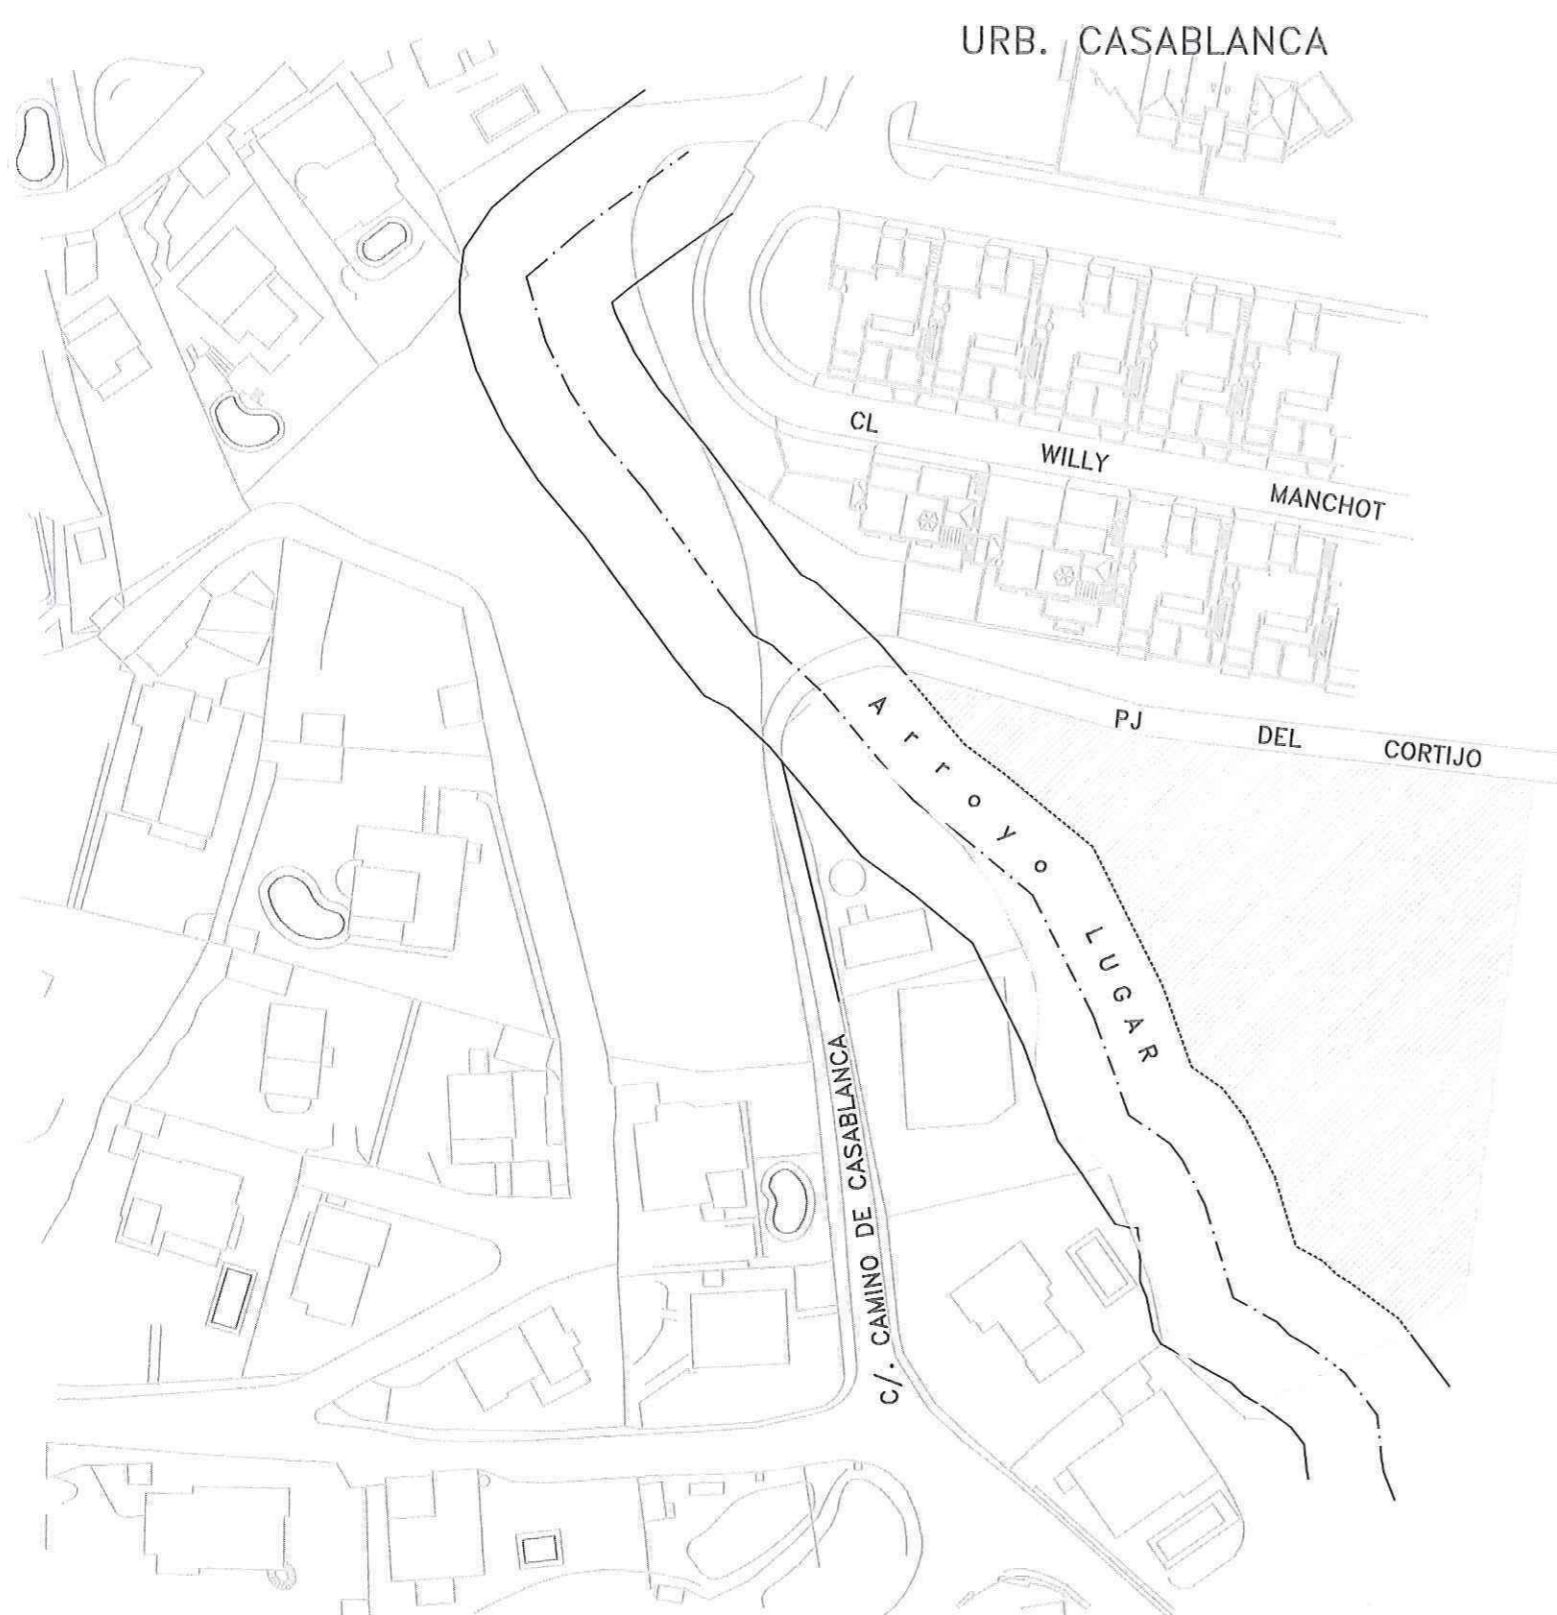 URB. CASABLANCA
CL WILLY MANCHOT
PJ DEL CORTIJO
Arroyo LUGAR
C/. CAMINO DE CASABLANCA